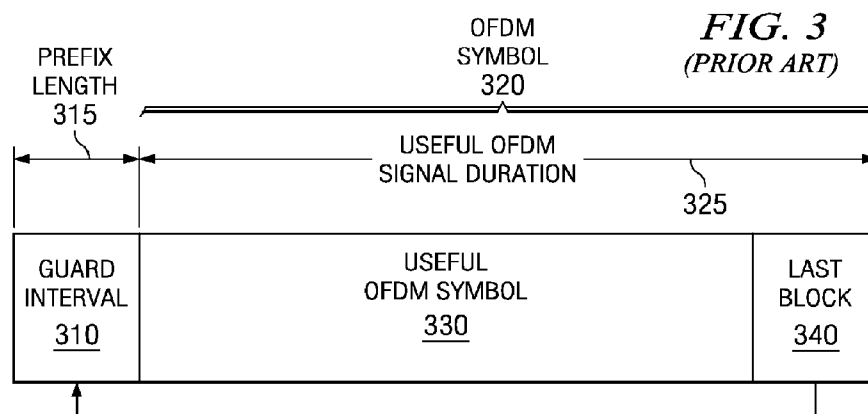 FIG. 3
(PRIOR ART)
OFDM
SYMBOL
320
PREFIX
LENGTH
315
USEFUL OFDM
SIGNAL DURATION
325
GUARD
INTERVAL
310
USEFUL
OFDM SYMBOL
330
LAST
BLOCK
340